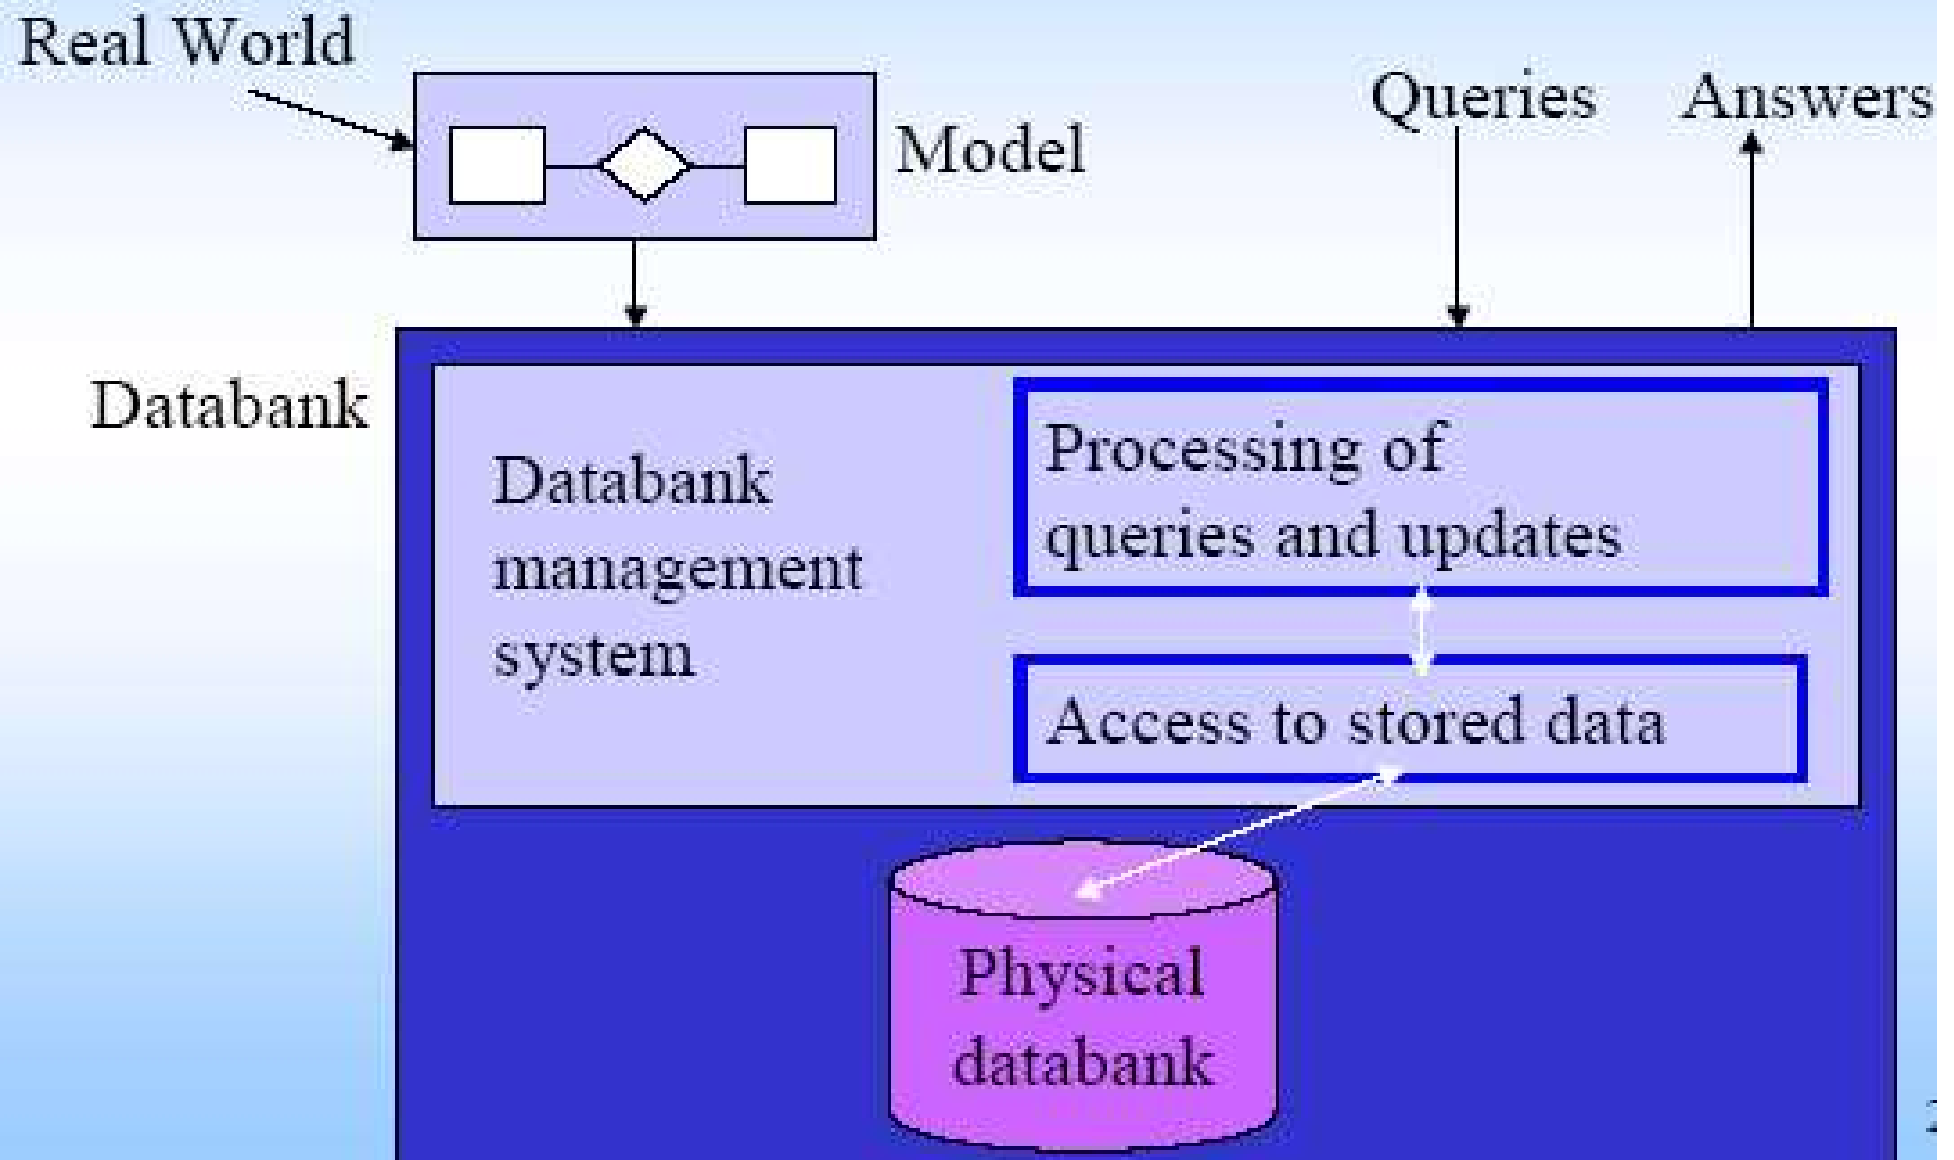 Real World
Model
Queries
Answers
Databank
Databank
management
system
Processing of
queries and updates
Access to stored data
Physical
databank